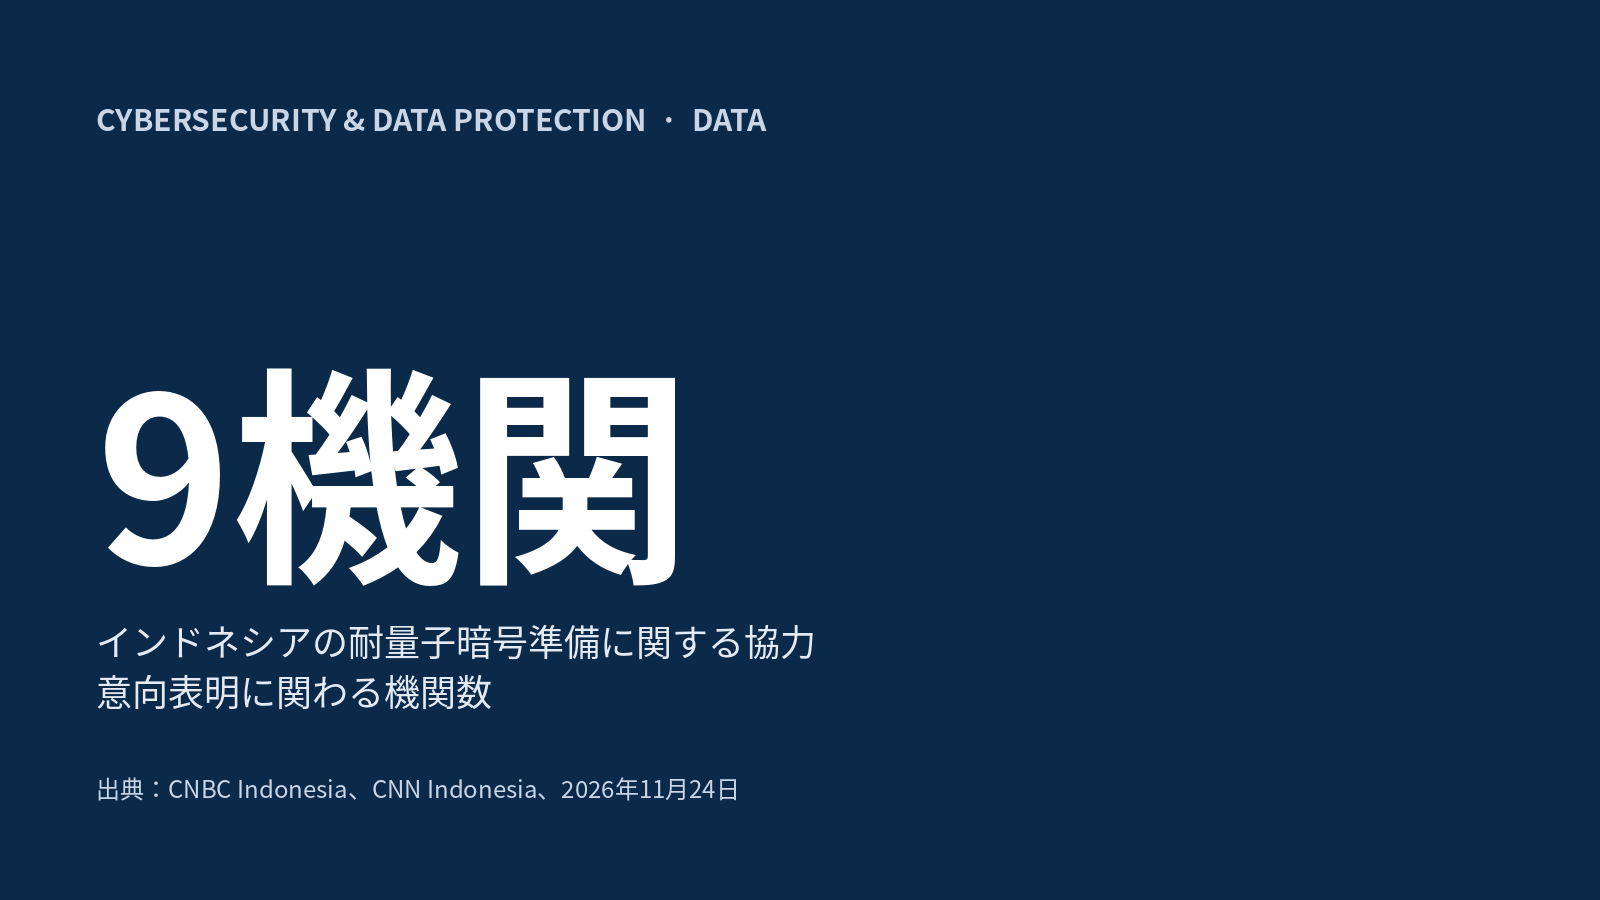 CYBERSECURITY & DATA PROTECTION · DATA
9機関
インドネシアの耐量子暗号準備に関する協力
意向表明に関わる機関数
出典：CNBC Indonesia、CNN Indonesia、2026年11月24日